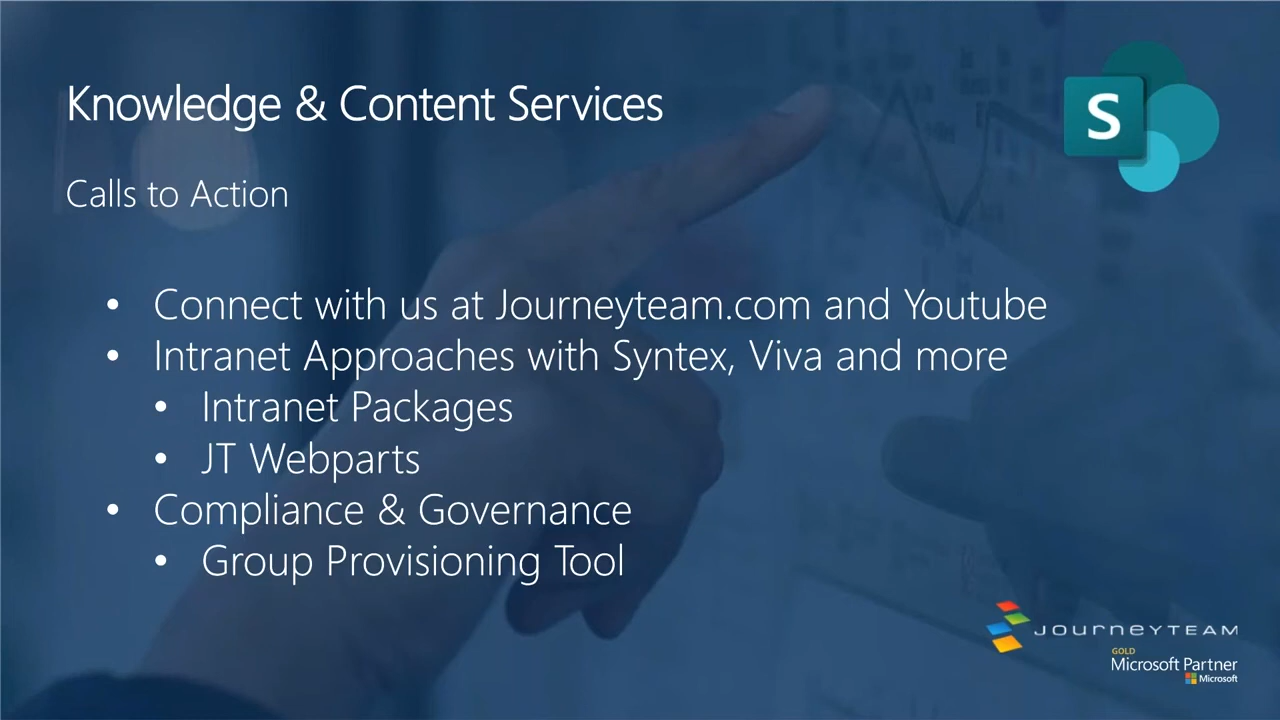 Knowledge & Content Services
S
Calls to Action
• Connect with us at Journeyteam.com and Youtube
• Intranet Approaches with Syntex, Viva and more
• Intranet Packages
• JT Webparts
• Compliance & Governance
• Group Provisioning Tool
JOURNEYTEAM
GOLD
Microsoft Partner
Microsoft